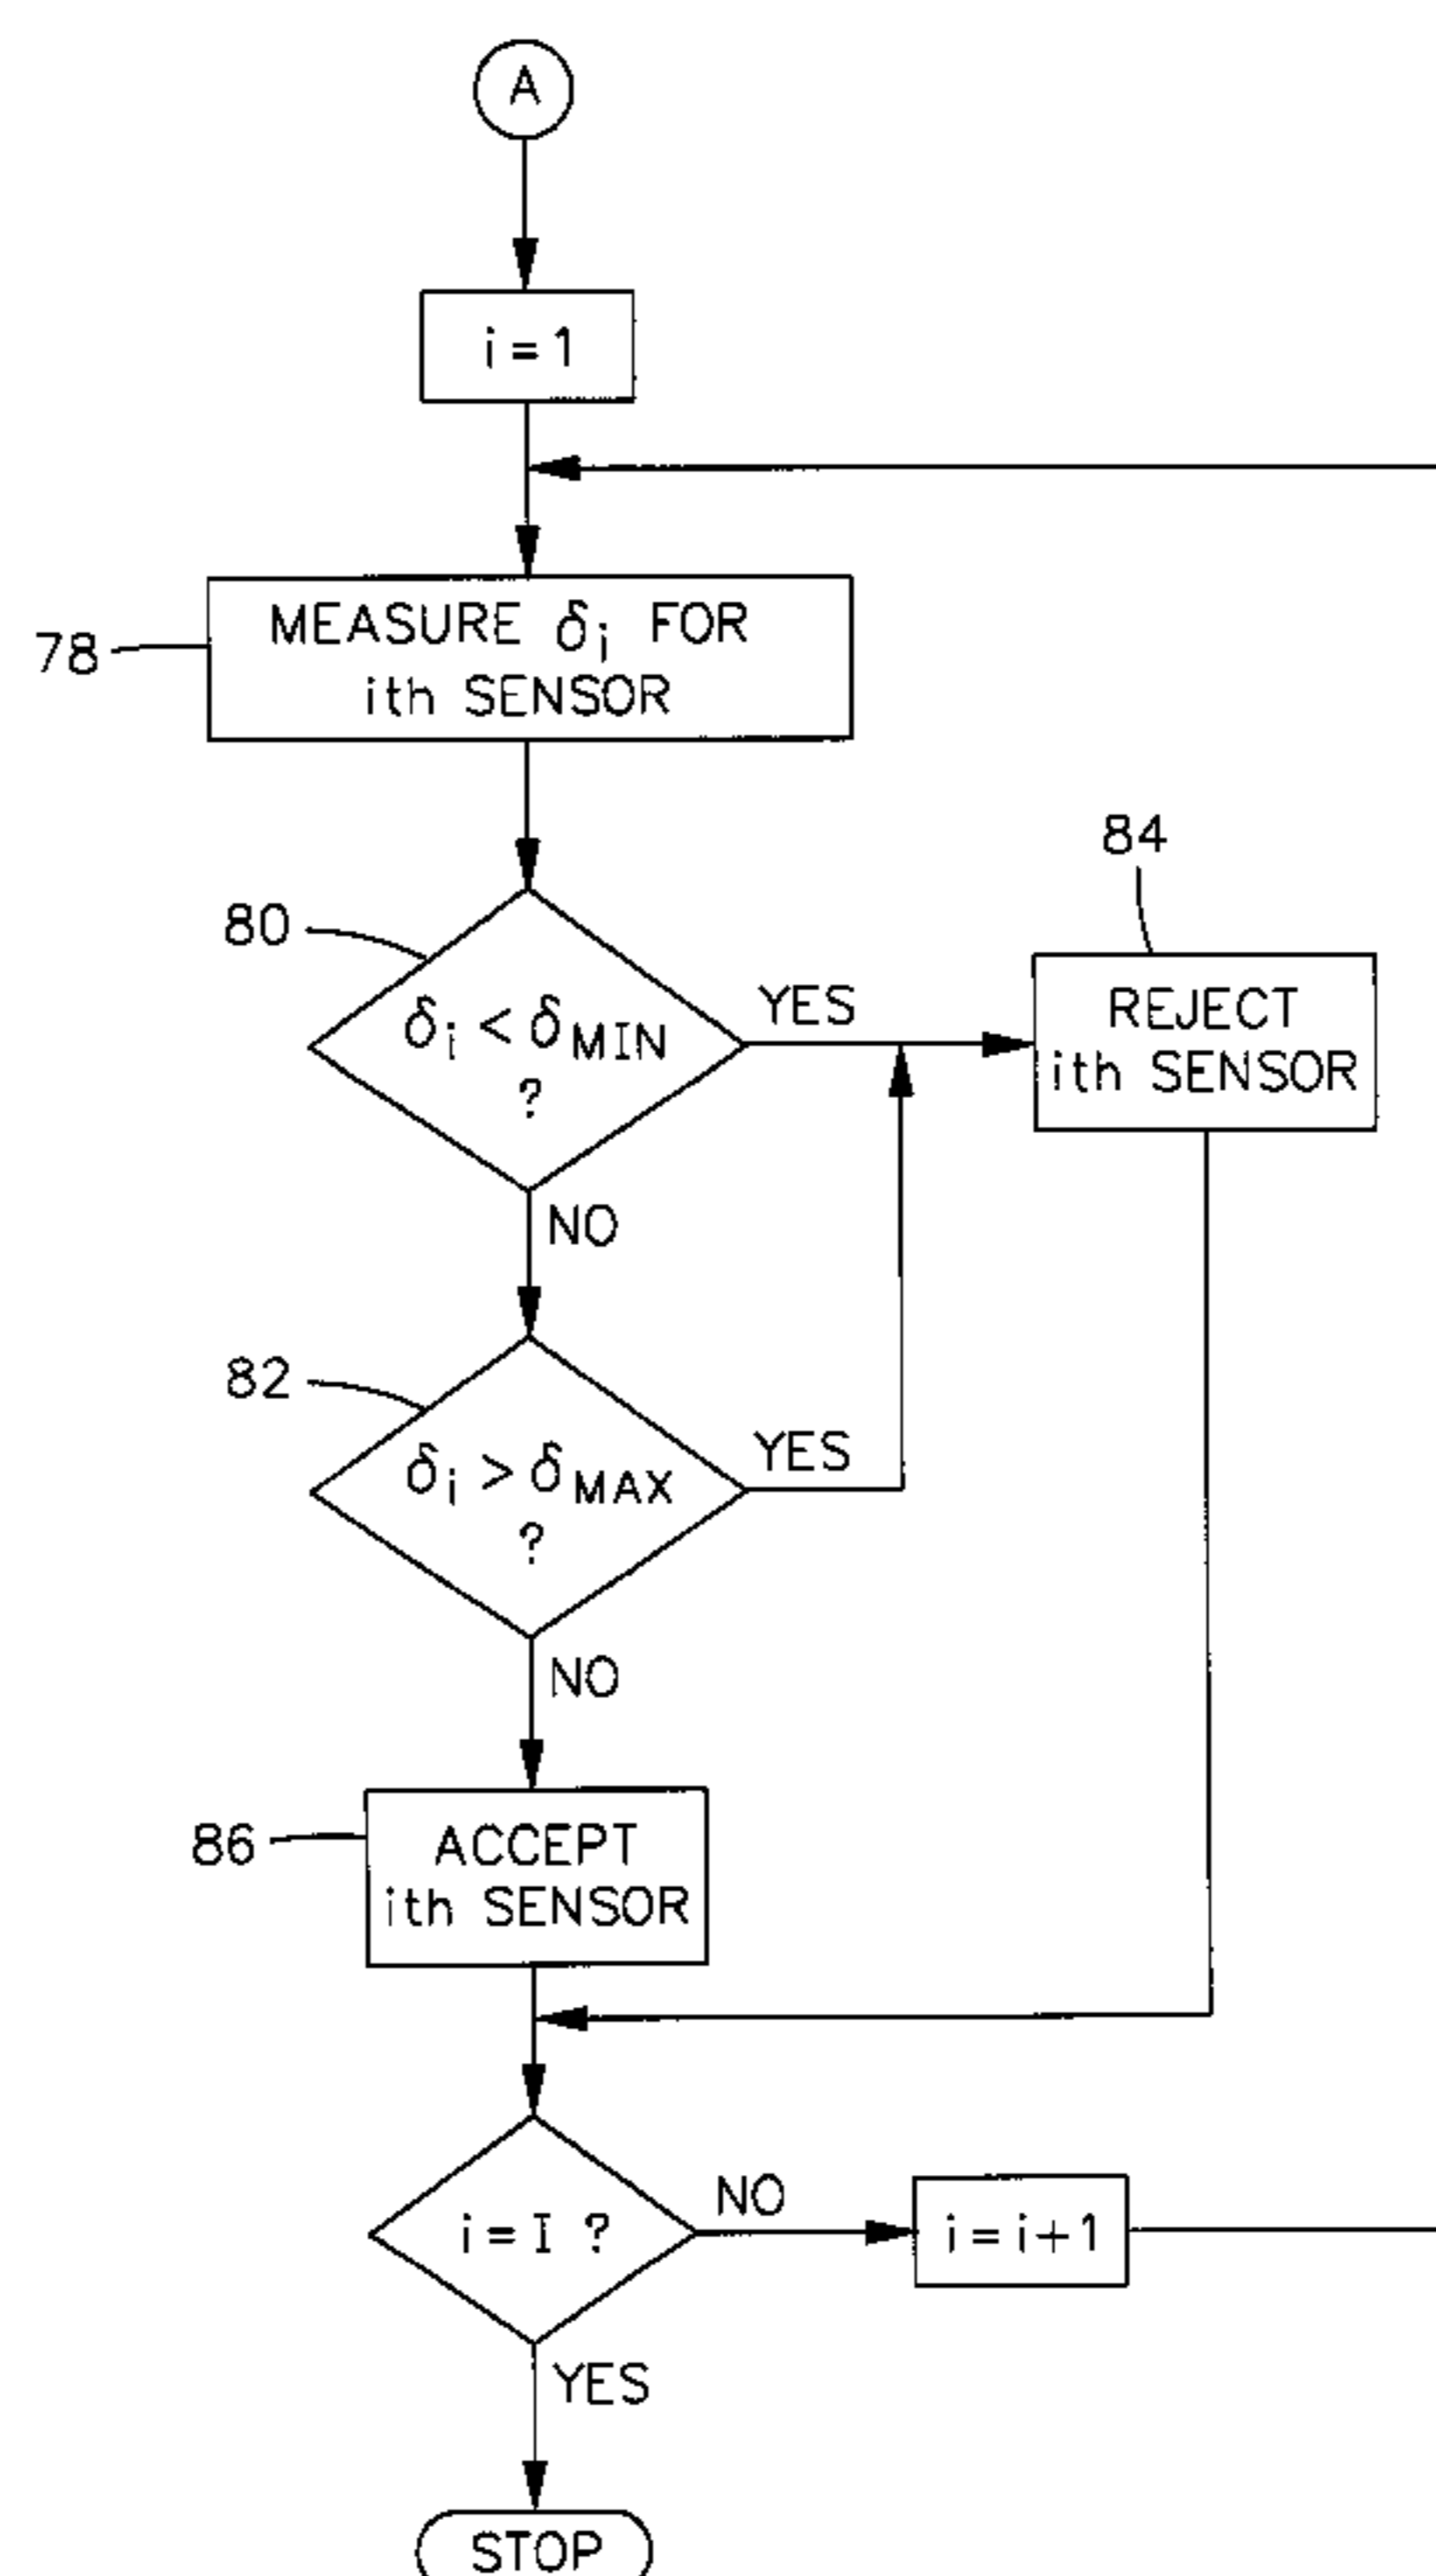 A
i = 1
78
MEASURE δi FOR
ith SENSOR
84
80
YES
REJECT
δi < δMIN
ith SENSOR
?
NO
82
YES
δi > δMAX
?
NO
86
ACCEPT
ith SENSOR
NO
i = I ?
i = i+1
YES
STOP